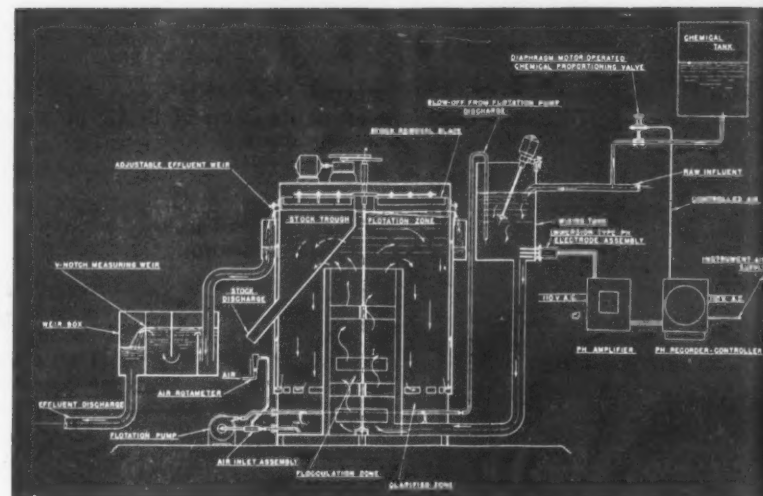 CHEMICAL
TANK
DIAPHRAGM MOTOR OPERATED
CHEMICAL PROPORTIONING VALVE
BLOW-OFF FROM FLOTATION PUMP
DISCHARGE
REMOVAL BLADE
ADJUSTABLE EFFLUENT WEIR
RAW INFLUENT
STOCK TROUGH
FLOTATION ZONE
CONTROLLED AIR
MIXING TANK
IMMERSION TYPE PH
ELECTRODE ASSEMBLY
V-NOTCH MEASURING WEIR
INSTRUMENT AIR
SUPPLY
STOCK
DISCHARGE
110 V. A.C.
110 V. A.C.
WEIR BOX
PH AMPLIFIER
PH RECORDER-CONTROLLER
AIR
AIR ROTAMETER
EFFLUENT DISCHARGE
FLOTATION PUMP
AIR INLET ASSEMBLY
FLOCCULATION ZONE
CLARIFIED ZONE